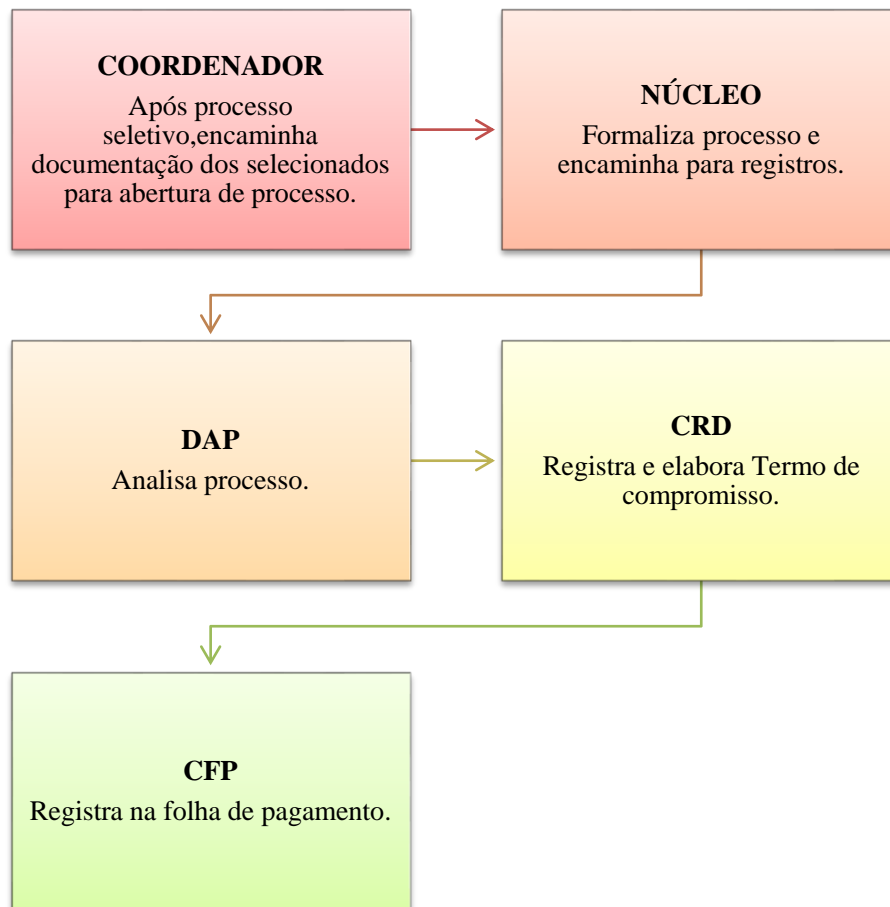 COORDENADOR
Após processo
seletivo,encaminha
documentação dos selecionados
para abertura de processo.
NÚCLEO
Formaliza processo e
encaminha para registros.
DAP
Analisa processo.
CRD
Registra e elabora Termo de
compromisso.
CFP
Registra na folha de pagamento.